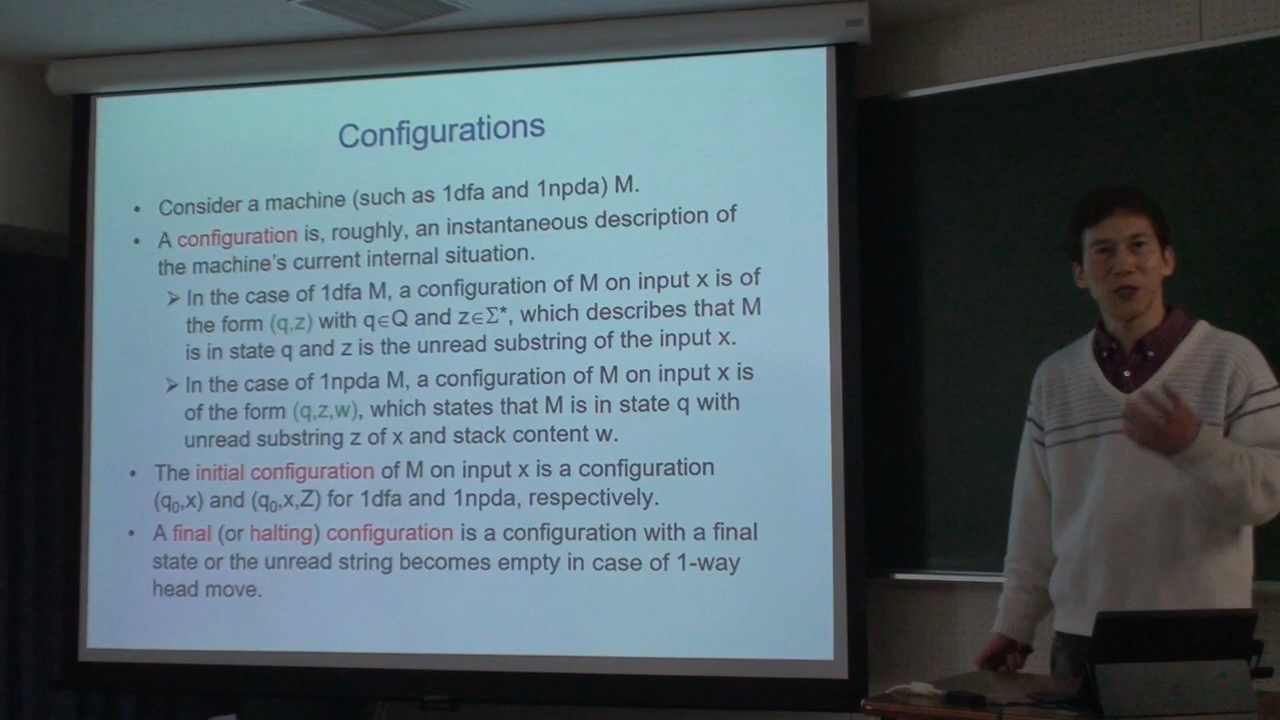 Configurations
• Consider a machine (such as 1dfa and 1npda) M.
• A configuration is, roughly, an instantaneous description of
the machine's current internal situation.
➢ In the case of 1dfa M, a configuration of M on input x is of
the form (q,z) with q∈Q and z∈Σ*, which describes that M
is in state q and z is the unread substring of the input x.
➢ In the case of 1npda M, a configuration of M on input x is
of the form (q,z,w), which states that M is in state q with
unread substring z of x and stack content w.
• The initial configuration of M on input x is a configuration
(q₀,x) and (q₀,x,Z) for 1dfa and 1npda, respectively.
• A final (or halting) configuration is a configuration with a final
state or the unread string becomes empty in case of 1-way
head move.